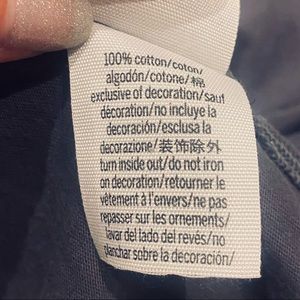 100% cotton/coton/
algodón/cotone/棉
exclusive of decoration/sauf
décoration/no incluye la
decoración/esclusa la
decorazione/装饰除外
turn inside out/do not iron
on decoration/retourner le
vêtement à l'envers/ne pas
repasser sur les ornements/
lavar del lado del revés/no
planchar sobre la decoración/